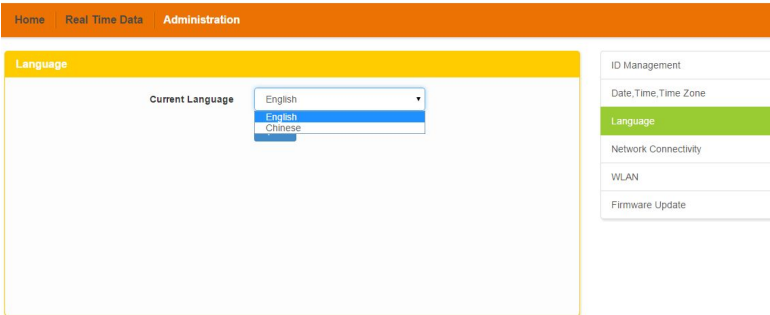 Home Real Time Data Administration
Language
Current Language English
English
Chinese
ID Management
Date,Time,Time Zone
Language
Network Connectivity
WLAN
Firmware Update